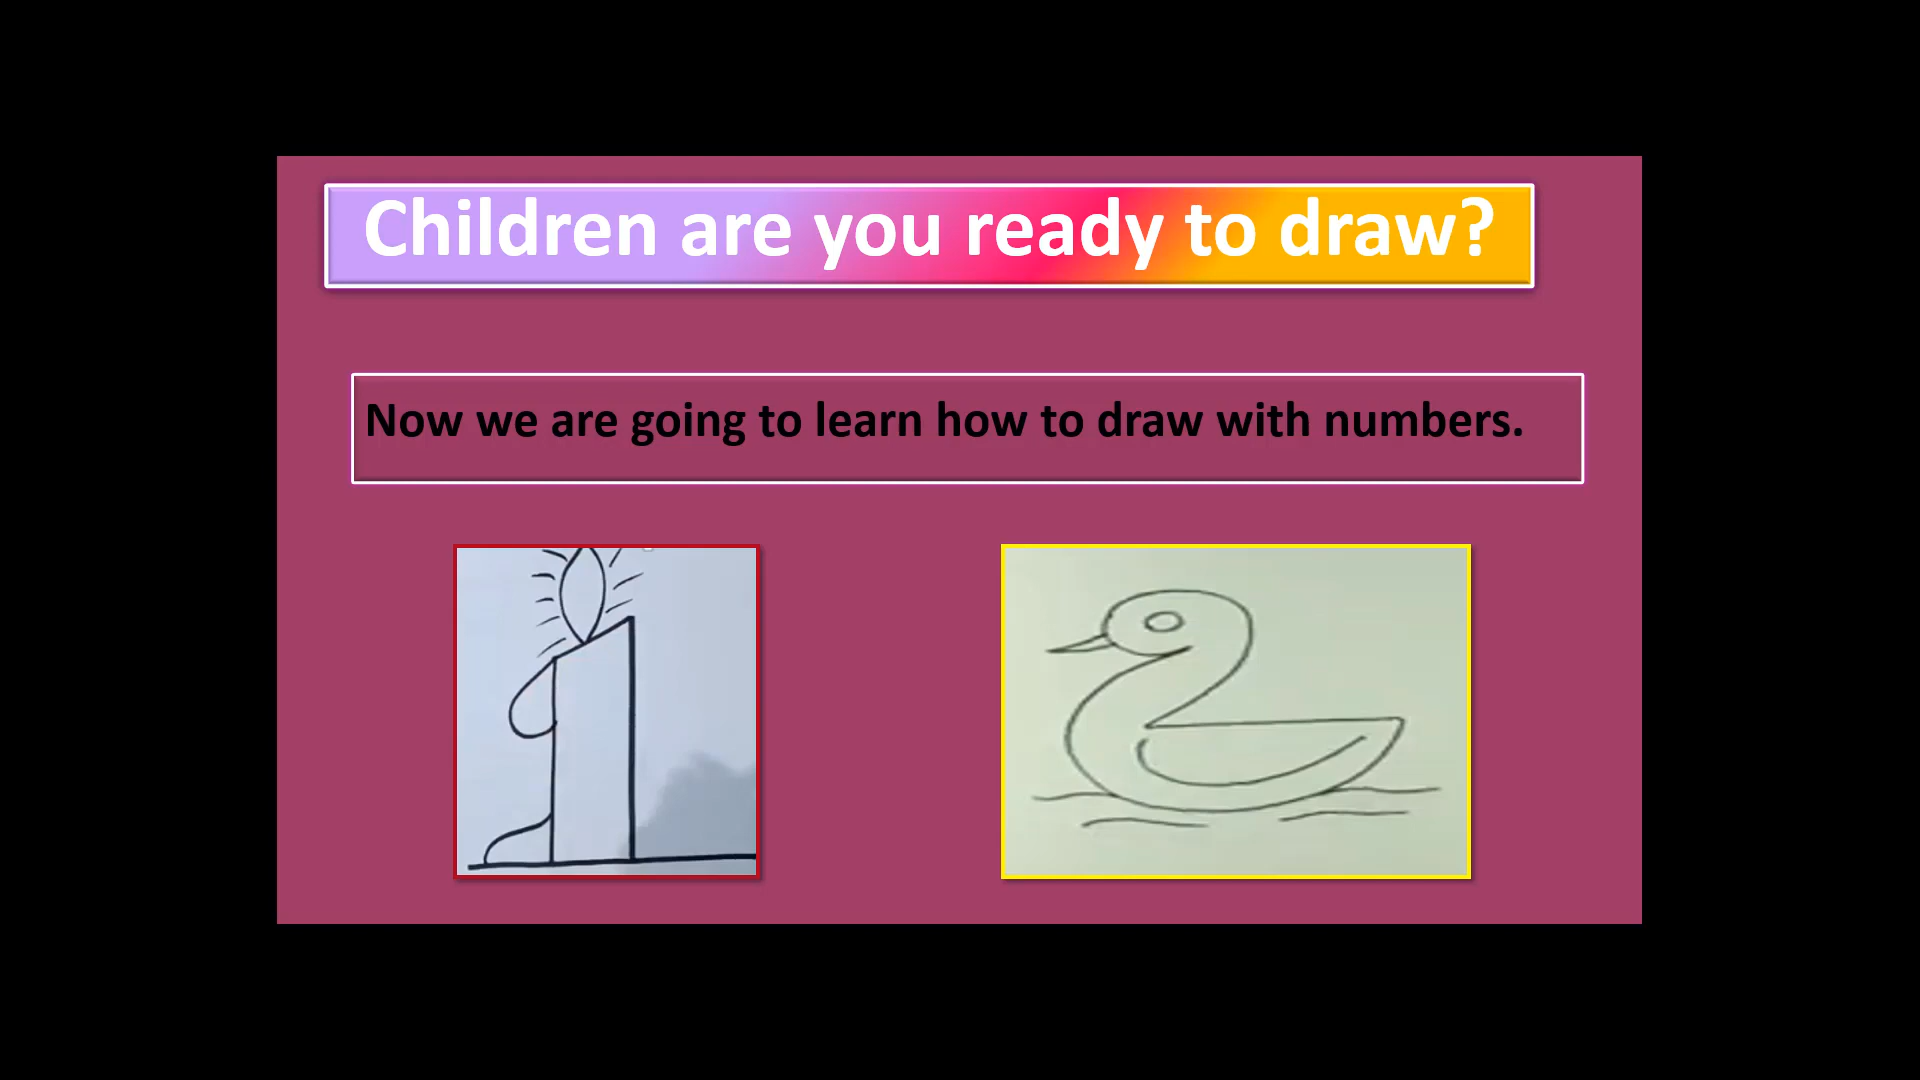 Children are you ready to draw?
Now we are going to learn how to draw with numbers.